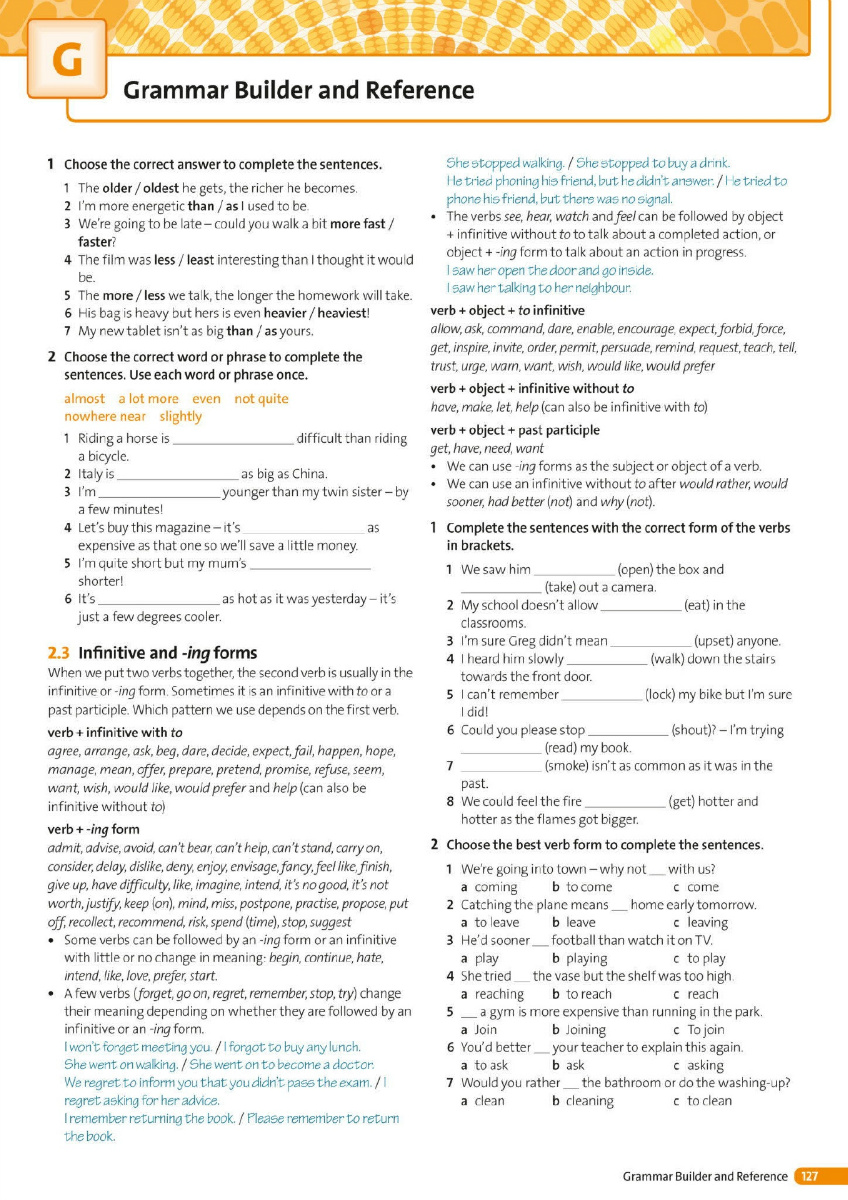 G
Grammar Builder and Reference
1 Choose the correct answer to complete the sentences.
1 The older / oldest he gets, the richer he becomes.
2 I'm more energetic than / as I used to be.
3 We're going to be late – could you walk a bit more fast /
faster?
4 The film was less / least interesting than I thought it would
be.
5 The more / less we talk, the longer the homework will take.
6 His bag is heavy but hers is even heavier / heaviest!
7 My new tablet isn't as big than / as yours.
2 Choose the correct word or phrase to complete the
sentences. Use each word or phrase once.
almost a lot more even not quite
nowhere near slightly
1 Riding a horse is ________________ difficult than riding
a bicycle.
2 Italy is ________________ as big as China.
3 I'm ________________ younger than my twin sister – by
a few minutes!
4 Let's buy this magazine – it's ________________ as
expensive as that one so we'll save a little money.
5 I'm quite short but my mum's ________________
shorter!
6 It's ________________ as hot as it was yesterday – it's
just a few degrees cooler.
2.3 Infinitive and -ing forms
When we put two verbs together, the second verb is usually in the
infinitive or -ing form. Sometimes it is an infinitive with to or a
past participle. Which pattern we use depends on the first verb.
verb + infinitive with to
agree, arrange, ask, beg, dare, decide, expect, fail, happen, hope,
manage, mean, offer, prepare, pretend, promise, refuse, seem,
want, wish, would like, would prefer and help (can also be
infinitive without to)
verb + -ing form
admit, advise, avoid, can't bear, can't help, can't stand, carry on,
consider, delay, dislike, deny, enjoy, envisage, fancy, feel like, finish,
give up, have difficulty, like, imagine, intend, it's no good, it's not
worth, justify, keep (on), mind, miss, postpone, practise, propose, put
off, recollect, recommend, risk, spend (time), stop, suggest
• Some verbs can be followed by an -ing form or an infinitive
with little or no change in meaning: begin, continue, hate,
intend, like, love, prefer, start.
• A few verbs (forget, go on, regret, remember, stop, try) change
their meaning depending on whether they are followed by an
infinitive or an -ing form.
I won't forget meeting you. / I forgot to buy any lunch.
She went on walking. / She went on to become a doctor.
We regret to inform you that you didn't pass the exam. / I
regret asking for her advice.
I remember returning the book. / Please remember to return
the book.
She stopped walking. / She stopped to buy a drink.
He tried phoning his friend, but he didn't answer. / He tried to
phone his friend, but there was no signal.
• The verbs see, hear, watch and feel can be followed by object
+ infinitive without to to talk about a completed action, or
object + -ing form to talk about an action in progress.
I saw her open the door and go inside.
I saw her talking to her neighbour.
verb + object + to infinitive
allow, ask, command, dare, enable, encourage, expect, forbid, force,
get, inspire, invite, order, permit, persuade, remind, request, teach, tell,
trust, urge, warn, want, wish, would like, would prefer
verb + object + infinitive without to
have, make, let, help (can also be infinitive with to)
verb + object + past participle
get, have, need, want
• We can use -ing forms as the subject or object of a verb.
• We can use an infinitive without to after would rather, would
sooner, had better (not) and why (not).
1 Complete the sentences with the correct form of the verbs
in brackets.
1 We saw him ___________ (open) the box and
___________ (take) out a camera.
2 My school doesn't allow ___________ (eat) in the
classrooms.
3 I'm sure Greg didn't mean ___________ (upset) anyone.
4 I heard him slowly ___________ (walk) down the stairs
towards the front door.
5 I can't remember ___________ (lock) my bike but I'm sure
I did!
6 Could you please stop ___________ (shout)? – I'm trying
___________ (read) my book.
7 ___________ (smoke) isn't as common as it was in the
past.
8 We could feel the fire ___________ (get) hotter and
hotter as the flames got bigger.
2 Choose the best verb form to complete the sentences.
1 We're going into town – why not __ with us?
a coming b to come c come
2 Catching the plane means __ home early tomorrow.
a to leave b leave c leaving
3 He'd sooner __ football than watch it on TV.
a play b playing c to play
4 She tried __ the vase but the shelf was too high.
a reaching b to reach c reach
5 __ a gym is more expensive than running in the park.
a Join b Joining c To join
6 You'd better __ your teacher to explain this again.
a to ask b ask c asking
7 Would you rather __ the bathroom or do the washing-up?
a clean b cleaning c to clean
Grammar Builder and Reference 127